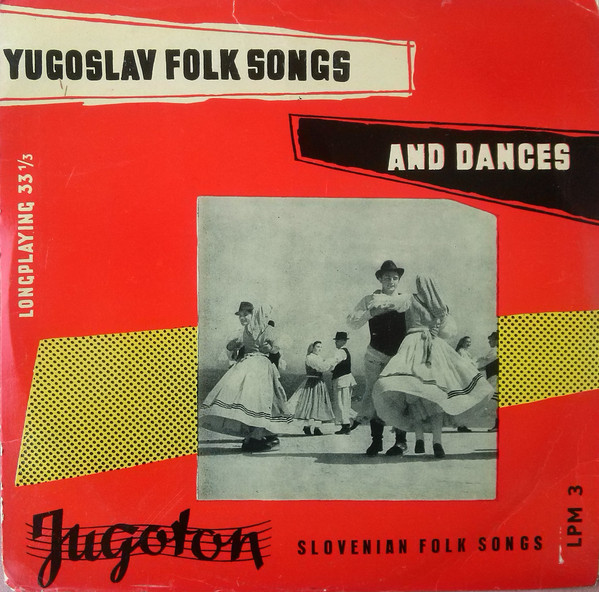 YUGOSLAV FOLK SONGS
AND DANCES
LONGPLAYING 33 1/3
Jugoton
SLOVENIAN FOLK SONGS
LPM 3